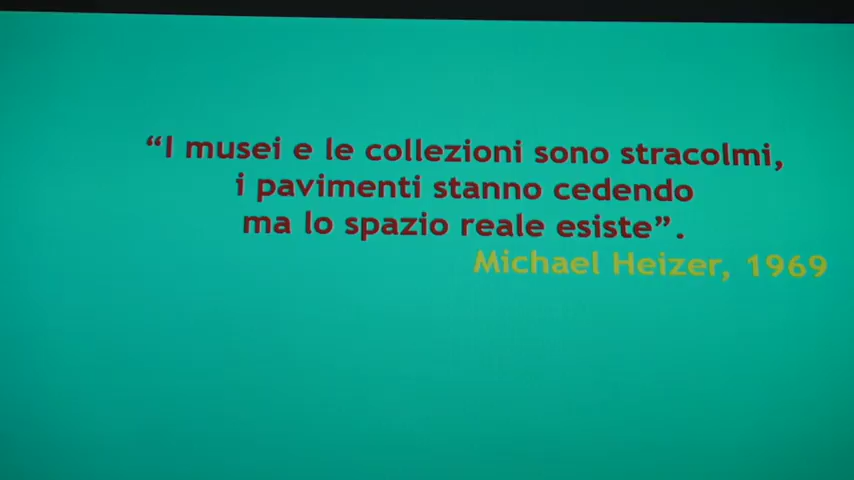 “I musei e le collezioni sono stracolmi,
i pavimenti stanno cedendo
ma lo spazio reale esiste”.
Michael Heizer, 1969